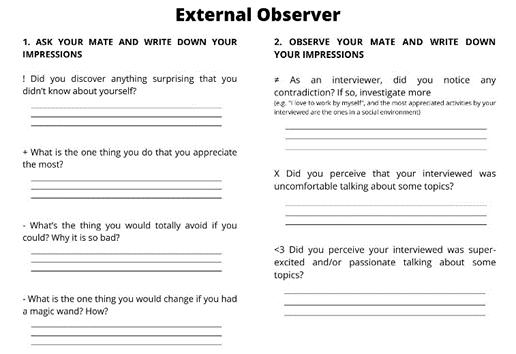 External Observer
1. ASK YOUR MATE AND WRITE DOWN YOUR
IMPRESSIONS
! Did you discover anything surprising that you
didn't know about yourself?
+ What is the one thing you do that you appreciate
the most?
- What's the thing you would totally avoid if you
could? Why it is so bad?
- What is the one thing you would change if you had
a magic wand? How?
2. OBSERVE YOUR MATE AND WRITE DOWN
YOUR IMPRESSIONS
≠ As an interviewer, did you notice any
contradiction? If so, investigate more
(e.g. "I love to work by myself", and the most appreciated activities by your
interviewed are the ones in a social environment)
X Did you perceive that your interviewed was
uncomfortable talking about some topics?
<3 Did you perceive your interviewed was super-
excited and/or passionate talking about some
topics?